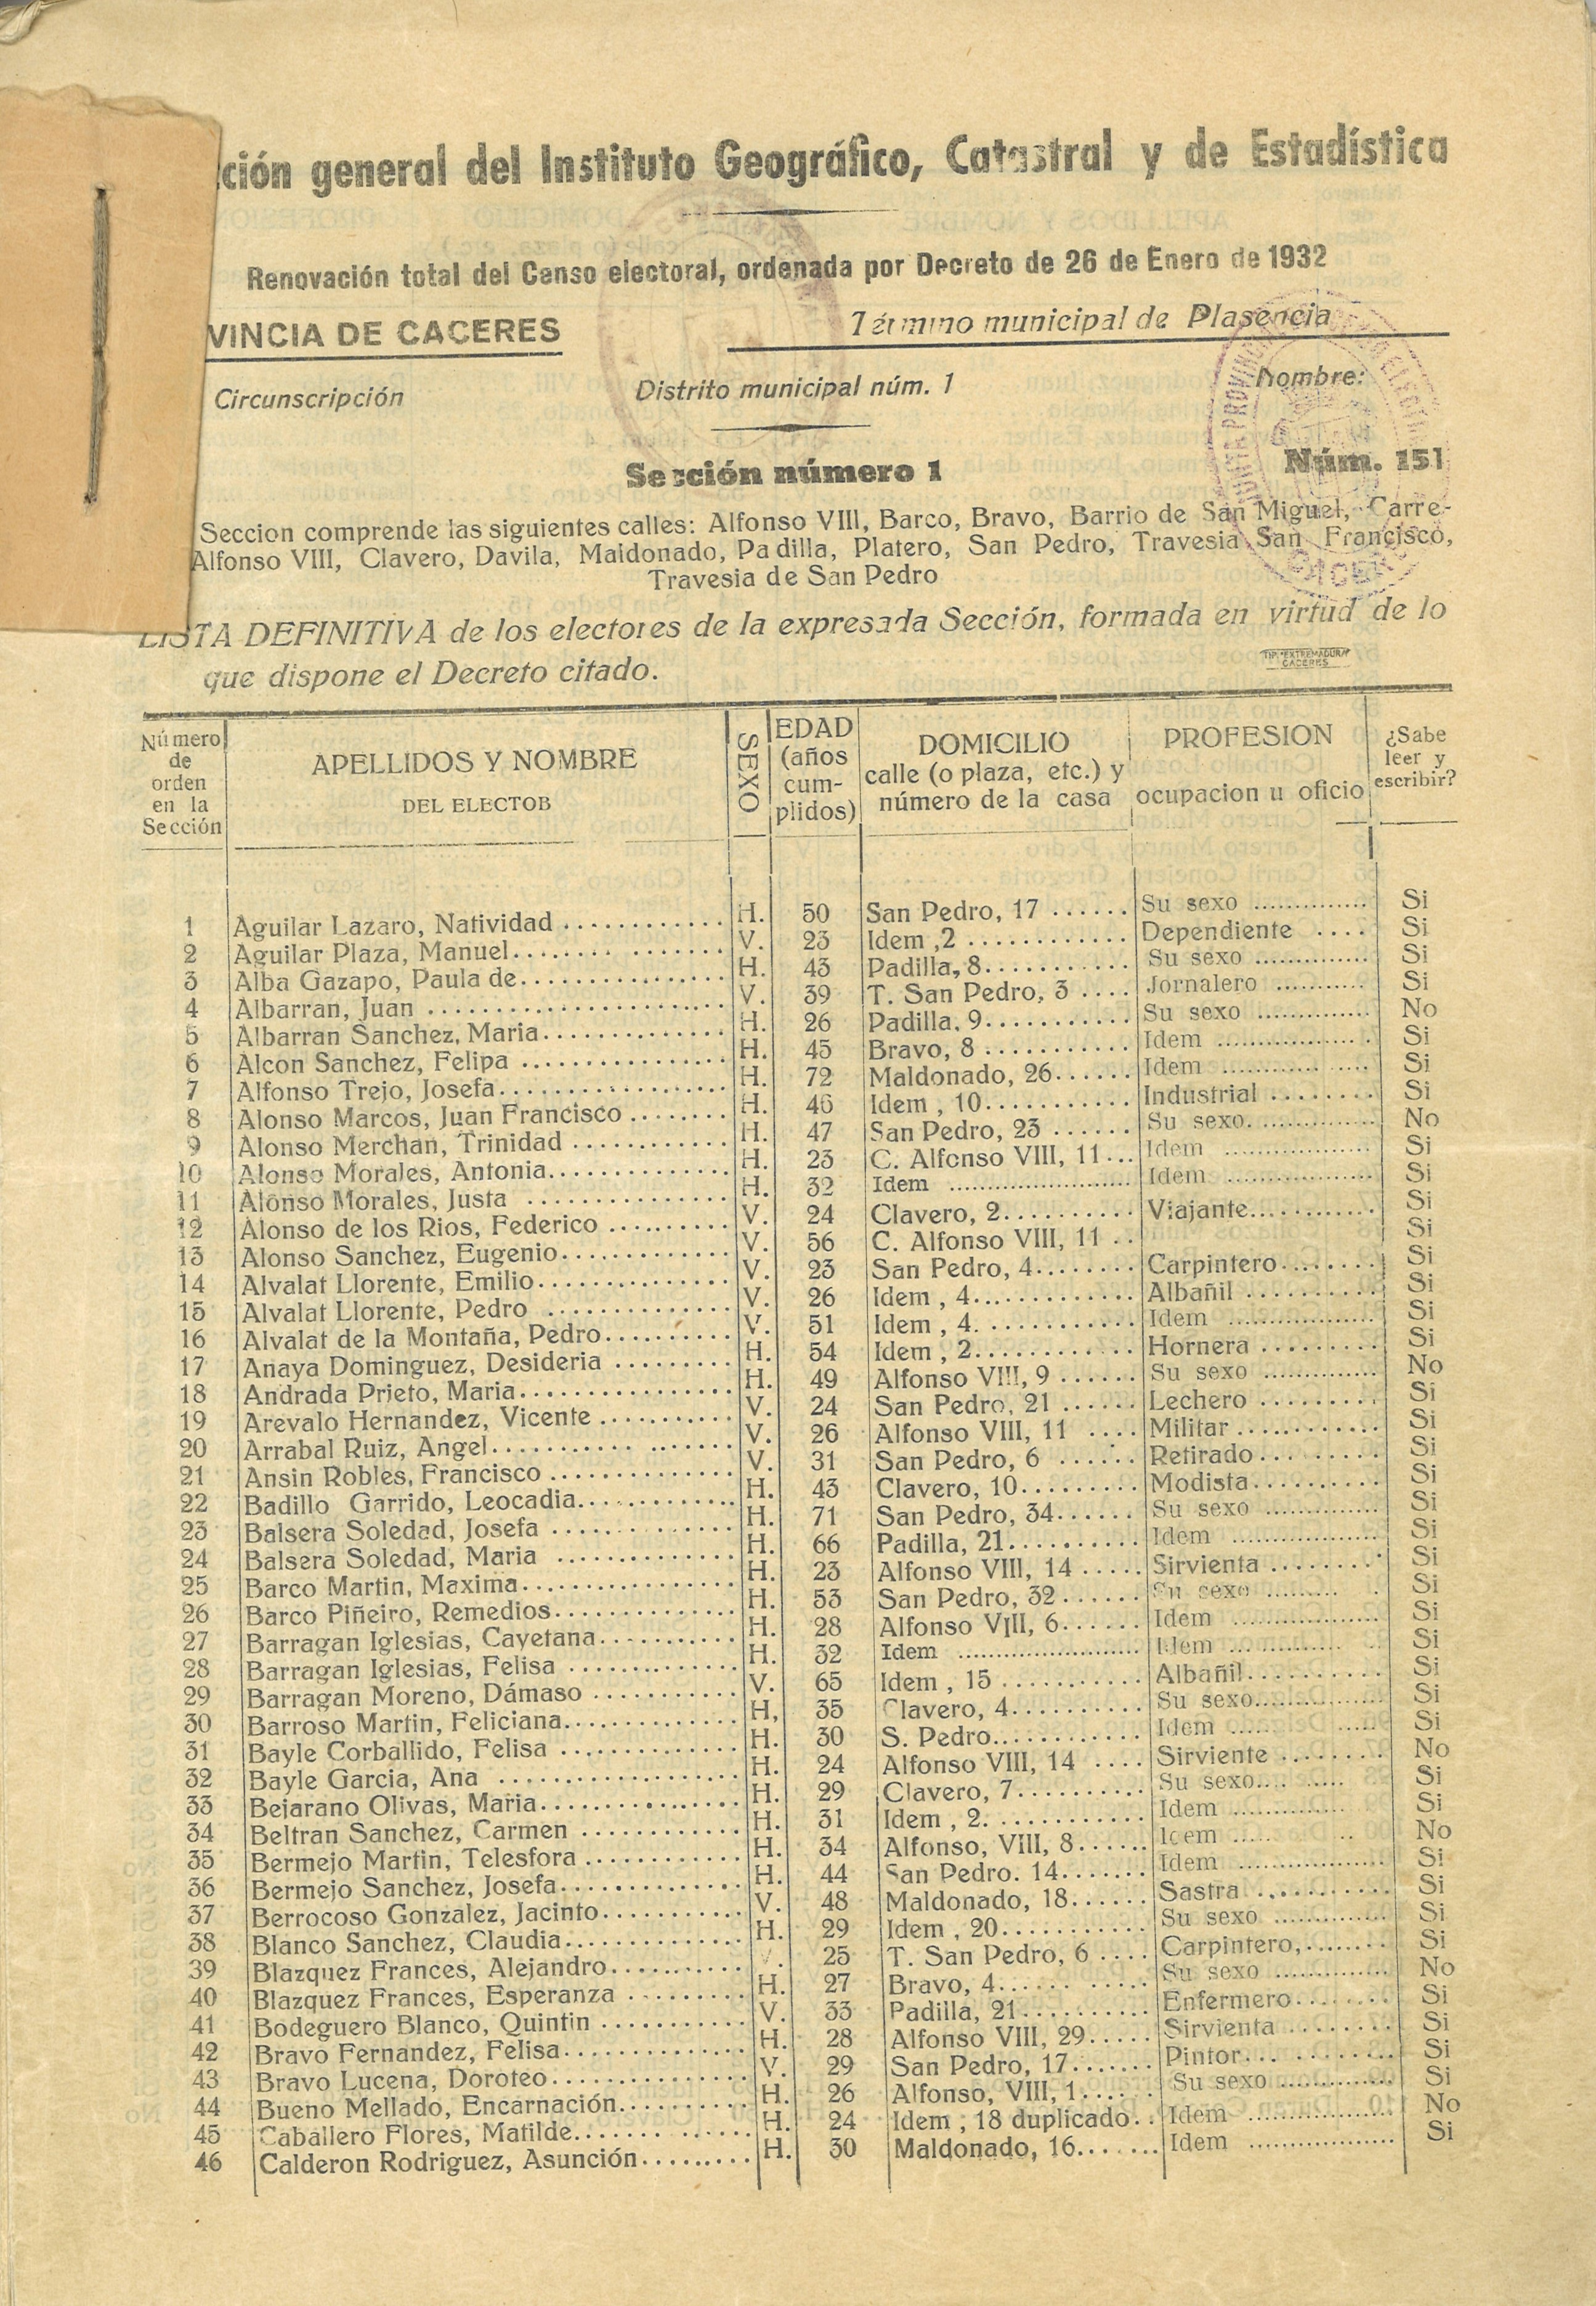 ción general del Instituto Geográfico, Catastral y de Estadística
Renovación total del Censo electoral, ordenada por Decreto de 26 de Enero de 1932
VINCIA DE CACERES Término municipal de Plasencia
Circunscripción Distrito municipal núm. 1 Nombre:
Sección número 1 Núm. 151
Seccion comprende las siguientes calles: Alfonso VIII, Barco, Bravo, Barrio de San Miguel, Carre-
Alfonso VIII, Clavero, Davila, Maldonado, Padilla, Platero, San Pedro, Travesia San Francisco,
Travesia de San Pedro
LISTA DEFINITIVA de los electores de la expresada Sección, formada en virtud de lo
que dispone el Decreto citado.
TIP. "EXTREMADURA"
CACERES
JUNTA PROVINCIAL
CACERES
Número de orden en la Sección
APELLIDOS Y NOMBRE
DEL ELECTOR
SEXO
EDAD (años cumplidos)
DOMICILIO
calle (o plaza, etc.) y
número de la casa
PROFESION
ocupacion u oficio
¿Sabe leer y escribir?
1 Aguilar Lazaro, Natividad H. 50 San Pedro, 17 Su sexo Si
2 Aguilar Plaza, Manuel V. 23 Idem ,2 Dependiente Si
3 Alba Gazapo, Paula de H. 43 Padilla, 8 Su sexo Si
4 Albarran, Juan V. 39 T. San Pedro, 3 Jornalero Si
5 Albarran Sanchez, Maria H. 26 Padilla. 9 Su sexo No
6 Alcon Sanchez, Felipa H. 45 Bravo, 8 Idem Si
7 Alfonso Trejo, Josefa H. 72 Maldonado, 26 Idem Si
8 Alonso Marcos, Juan Francisco H. 46 Idem , 10 Industrial Si
9 Alonso Merchan, Trinidad H. 47 San Pedro, 23 Su sexo. No
10 Alonso Morales, Antonia H. 23 C. Alfonso VIII, 11 Idem Si
11 Alonso Morales, Justa H. 32 Idem Idem Si
12 Alonso de los Rios, Federico V. 24 Clavero, 2 Viajante Si
13 Alonso Sanchez, Eugenio V. 56 C. Alfonso VIII, 11 Si
14 Alvalat Llorente, Emilio V. 23 San Pedro, 4 Carpintero Si
15 Alvalat Llorente, Pedro V. 26 Idem , 4 Albañil Si
16 Alvalat de la Montaña, Pedro V. 51 Idem , 4 Idem Si
17 Anaya Dominguez, Desideria H. 54 Idem , 2 Hornera Si
18 Andrada Prieto, Maria H. 49 Alfonso VIII, 9 Su sexo No
19 Arevalo Hernandez, Vicente V. 24 San Pedro, 21 Lechero Si
20 Arrabal Ruiz, Angel V. 26 Alfonso VIII, 11 Militar Si
21 Ansin Robles, Francisco V. 31 San Pedro, 6 Retirado Si
22 Badillo Garrido, Leocadia H. 43 Clavero, 10 Modista Si
23 Balsera Soledad, Josefa H. 71 San Pedro, 34 Su sexo Si
24 Balsera Soledad, Maria H. 66 Padilla, 21 Idem Si
25 Barco Martin, Maxima H. 23 Alfonso VIII, 14 Sirvienta Si
26 Barco Piñeiro, Remedios H. 53 San Pedro, 32 Su sexo Si
27 Barragan Iglesias, Cayetana H. 28 Alfonso VIII, 6 Idem Si
28 Barragan Iglesias, Felisa H. 32 Idem Idem Si
29 Barragan Moreno, Dámaso V. 65 Idem , 15 Albañil Si
30 Barroso Martin, Feliciana H, 35 Clavero, 4 Su sexo Si
31 Bayle Corballido, Felisa H. 30 S. Pedro Idem Si
32 Bayle Garcia, Ana H. 24 Alfonso VIII, 14 Sirviente No
33 Bejarano Olivas, Maria H. 29 Clavero, 7 Su sexo Si
34 Beltran Sanchez, Carmen H. 31 Idem , 2 Idem Si
35 Bermejo Martin, Telesfora H. 34 Alfonso, VIII, 8 Idem No
36 Bermejo Sanchez, Josefa H. 44 San Pedro. 14 Idem Si
37 Berrocoso Gonzalez, Jacinto V. 48 Maldonado, 18 Sastra Si
38 Blanco Sanchez, Claudia H. 29 Idem , 20 Su sexo Si
39 Blazquez Frances, Alejandro V. 25 T. San Pedro, 6 Carpintero, Si
40 Blazquez Frances, Esperanza H. 27 Bravo, 4 Su sexo No
41 Bodeguero Blanco, Quintin V. 33 Padilla, 21 Enfermero Si
42 Bravo Fernandez, Felisa H. 28 Alfonso VIII, 29 Sirvienta Si
43 Bravo Lucena, Doroteo V. 29 San Pedro, 17 Pintor Si
44 Bueno Mellado, Encarnación H. 26 Alfonso, VIII, 1 Su sexo Si
45 Caballero Flores, Matilde H. 24 Idem , 18 duplicado Idem No
46 Calderon Rodriguez, Asunción H. 30 Maldonado, 16 Idem Si